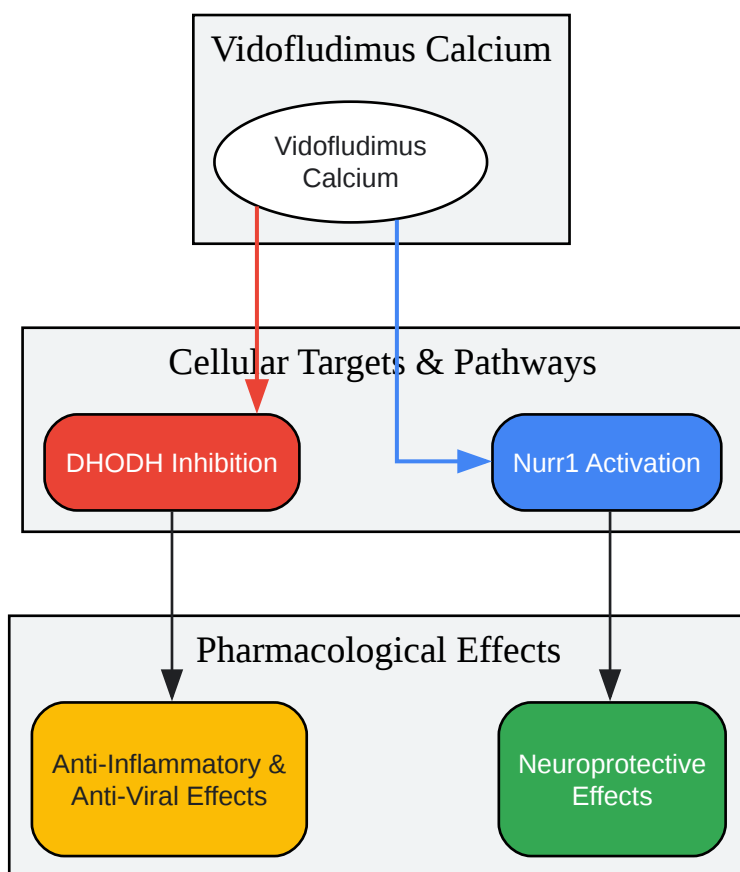 Vidofludimus Calcium
Vidofludimus
Calcium
Cellular Targets & Pathways
DHODH Inhibition
Nurr1 Activation
Pharmacological Effects
Anti-Inflammatory &
Anti-Viral Effects
Neuroprotective
Effects